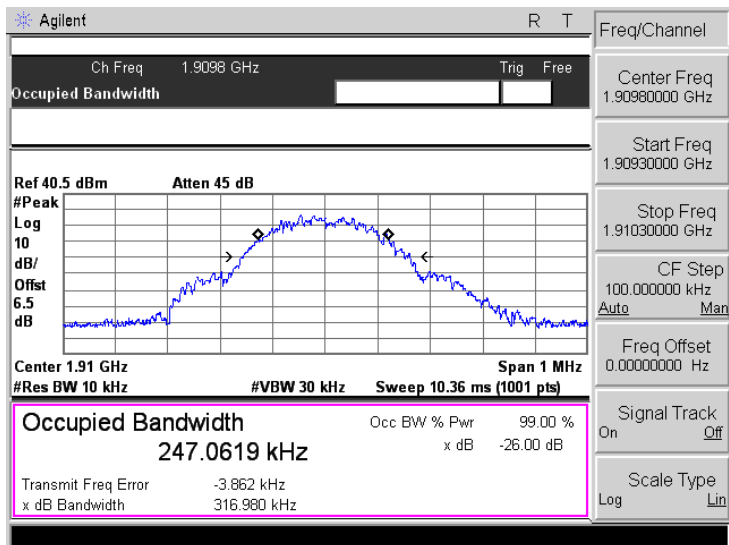 Agilent R T
Ch Freq 1.9098 GHz Trig Free
Occupied Bandwidth
Ref 40.5 dBm Atten 45 dB
#Peak
Log
10
dB/
Offst
6.5
dB
Center 1.91 GHz Span 1 MHz
#Res BW 10 kHz #VBW 30 kHz Sweep 10.36 ms (1001 pts)
Occupied Bandwidth
247.0619 kHz
Occ BW % Pwr 99.00 %
x dB -26.00 dB
Transmit Freq Error -3.862 kHz
x dB Bandwidth 316.980 kHz
Freq/Channel
Center Freq
1.90980000 GHz
Start Freq
1.90930000 GHz
Stop Freq
1.91030000 GHz
CF Step
100.000000 kHz
Auto Man
Freq Offset
0.00000000 Hz
Signal Track
On Off
Scale Type
Log Lin